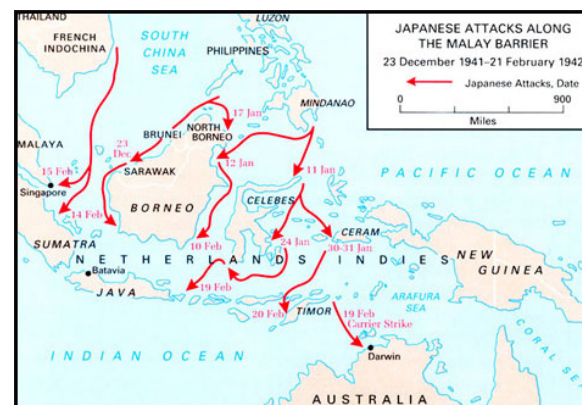 THAILAND
FRENCH
INDOCHINA
SOUTH
CHINA
SEA
LUZON
PHILIPPINES
MINDANAO
JAPANESE ATTACKS ALONG
THE MALAY BARRIER
23 December 1941–21 February 1942
Japanese Attacks, Date
0
900
Miles
17 Jan
NORTH
BORNEO
BRUNEI
23
Dec
12 Jan
MALAYA
15 Feb
Singapore
SARAWAK
11 Jan
PACIFIC OCEAN
14 Feb
BORNEO
CELEBES
SUMATRA
10 Feb
24 Jan
CERAM
30-31 Jan
NETHERLANDS INDIES
NEW
GUINEA
Batavia
JAVA
19 Feb
20 Feb
TIMOR
19 Feb
Carrier Strike
ARAFURA
SEA
CORAL SEA
INDIAN OCEAN
Darwin
AUSTRALIA